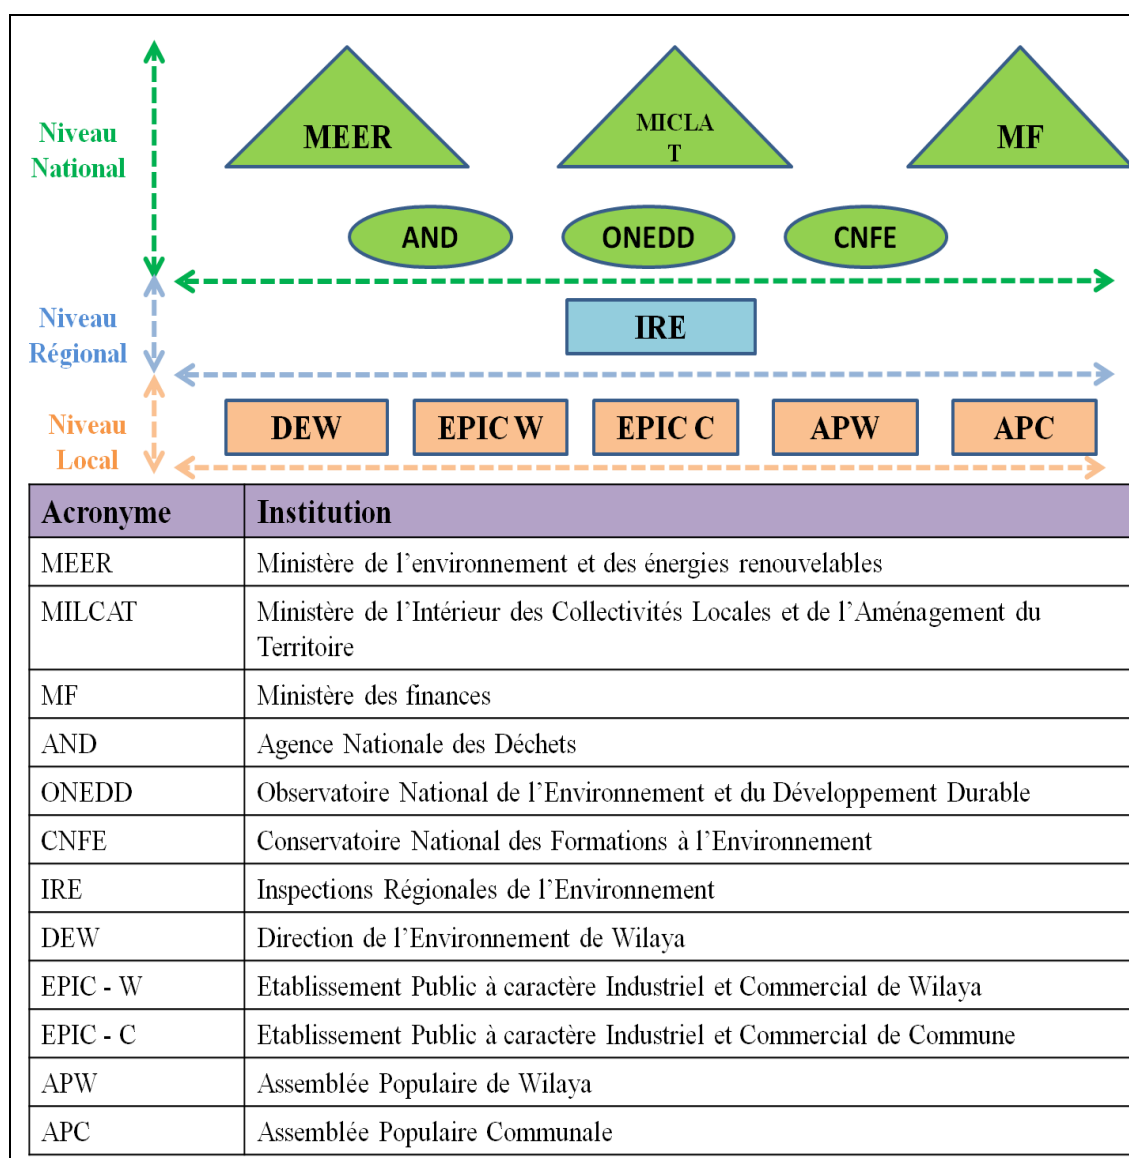 Niveau
National
MEER
MICLA
T
MF
AND
ONEDD
CNFE
Niveau
Régional
IRE
Niveau
Local
DEW
EPIC W
EPIC C
APW
APC
Acronyme Institution
MEER Ministère de l’environnement et des énergies renouvelables
MILCAT Ministère de l’Intérieur des Collectivités Locales et de l’Aménagement du
Territoire
MF Ministère des finances
AND Agence Nationale des Déchets
ONEDD Observatoire National de l’Environnement et du Développement Durable
CNFE Conservatoire National des Formations à l’Environnement
IRE Inspections Régionales de l’Environnement
DEW Direction de l’Environnement de Wilaya
EPIC - W Etablissement Public à caractère Industriel et Commercial de Wilaya
EPIC - C Etablissement Public à caractère Industriel et Commercial de Commune
APW Assemblée Populaire de Wilaya
APC Assemblée Populaire Communale